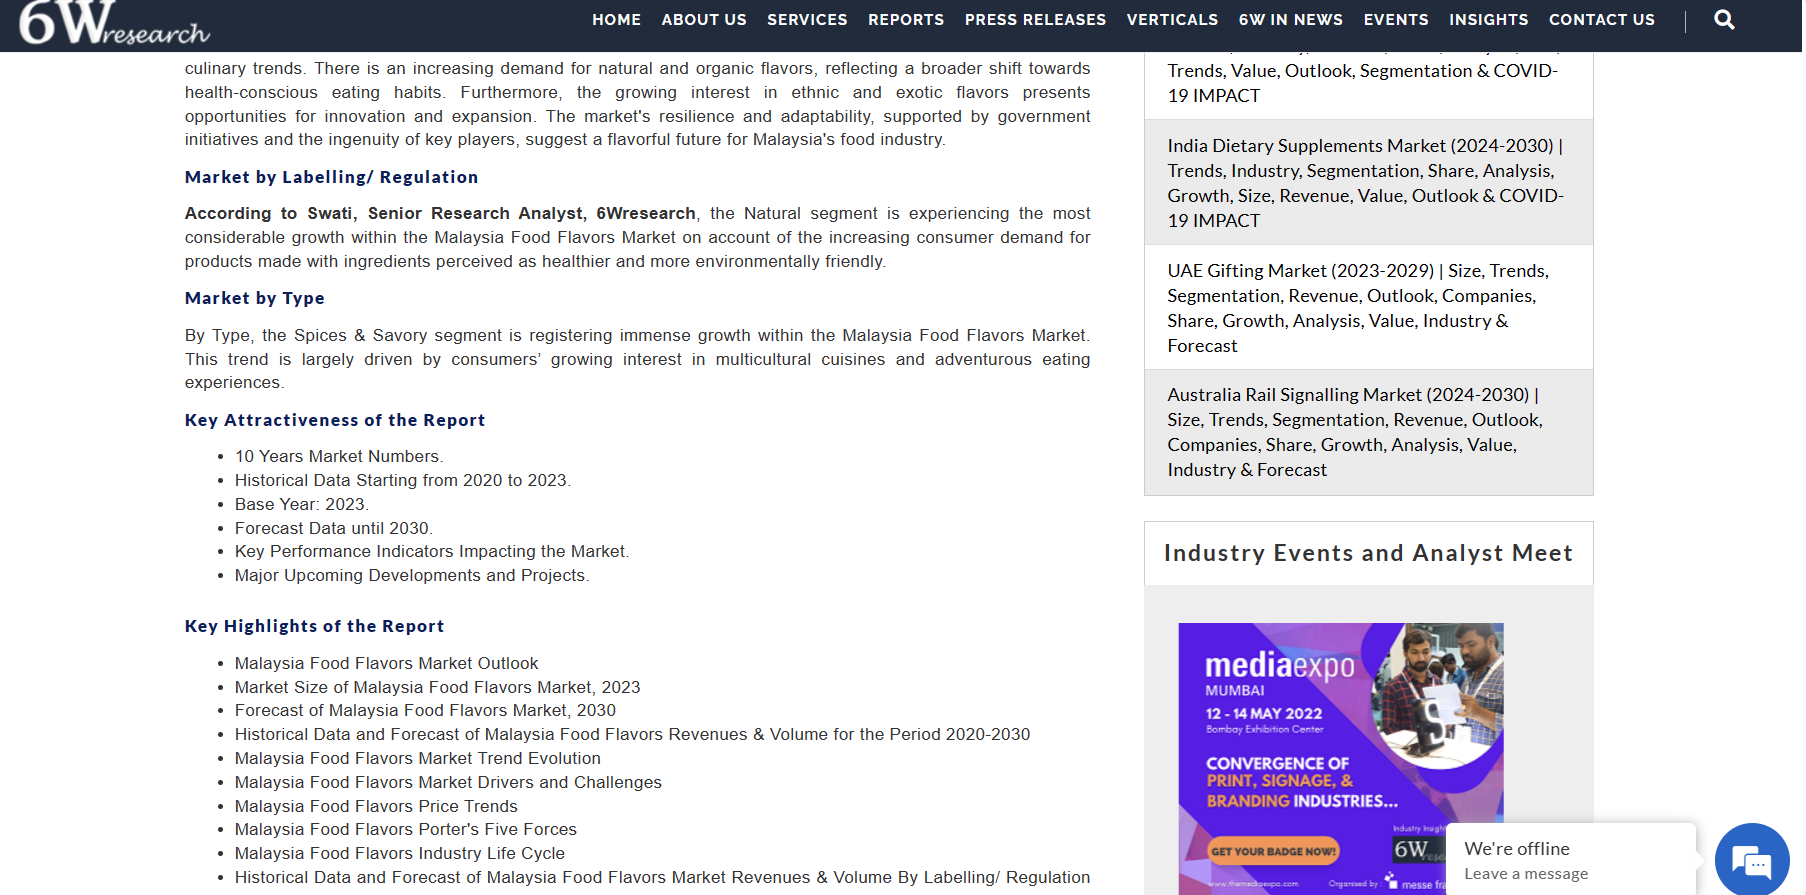 6Wresearch
HOME ABOUT US SERVICES REPORTS PRESS RELEASES VERTICALS 6W IN NEWS EVENTS INSIGHTS CONTACT US
culinary trends. There is an increasing demand for natural and organic flavors, reflecting a broader shift towards
health-conscious eating habits. Furthermore, the growing interest in ethnic and exotic flavors presents
opportunities for innovation and expansion. The market's resilience and adaptability, supported by government
initiatives and the ingenuity of key players, suggest a flavorful future for Malaysia's food industry.
Market by Labelling/ Regulation
According to Swati, Senior Research Analyst, 6Wresearch, the Natural segment is experiencing the most
considerable growth within the Malaysia Food Flavors Market on account of the increasing consumer demand for
products made with ingredients perceived as healthier and more environmentally friendly.
Market by Type
By Type, the Spices & Savory segment is registering immense growth within the Malaysia Food Flavors Market.
This trend is largely driven by consumers’ growing interest in multicultural cuisines and adventurous eating
experiences.
Key Attractiveness of the Report
• 10 Years Market Numbers.
• Historical Data Starting from 2020 to 2023.
• Base Year: 2023.
• Forecast Data until 2030.
• Key Performance Indicators Impacting the Market.
• Major Upcoming Developments and Projects.
Key Highlights of the Report
• Malaysia Food Flavors Market Outlook
• Market Size of Malaysia Food Flavors Market, 2023
• Forecast of Malaysia Food Flavors Market, 2030
• Historical Data and Forecast of Malaysia Food Flavors Revenues & Volume for the Period 2020-2030
• Malaysia Food Flavors Market Trend Evolution
• Malaysia Food Flavors Market Drivers and Challenges
• Malaysia Food Flavors Price Trends
• Malaysia Food Flavors Porter's Five Forces
• Malaysia Food Flavors Industry Life Cycle
• Historical Data and Forecast of Malaysia Food Flavors Market Revenues & Volume By Labelling/ Regulation
Trends, Value, Outlook, Segmentation & COVID-
19 IMPACT
India Dietary Supplements Market (2024-2030) |
Trends, Industry, Segmentation, Share, Analysis,
Growth, Size, Revenue, Value, Outlook & COVID-
19 IMPACT
UAE Gifting Market (2023-2029) | Size, Trends,
Segmentation, Revenue, Outlook, Companies,
Share, Growth, Analysis, Value, Industry &
Forecast
Australia Rail Signalling Market (2024-2030) |
Size, Trends, Segmentation, Revenue, Outlook,
Companies, Share, Growth, Analysis, Value,
Industry & Forecast
Industry Events and Analyst Meet
mediaexpo
MUMBAI
12 - 14 MAY 2022
Bombay Exhibition Center
CONVERGENCE OF
PRINT, SIGNAGE, &
BRANDING INDUSTRIES...
Industry Insight
GET YOUR BADGE NOW!
6W
www.themediaexpo.com
Organised by :
messe fra
We're offline
Leave a message